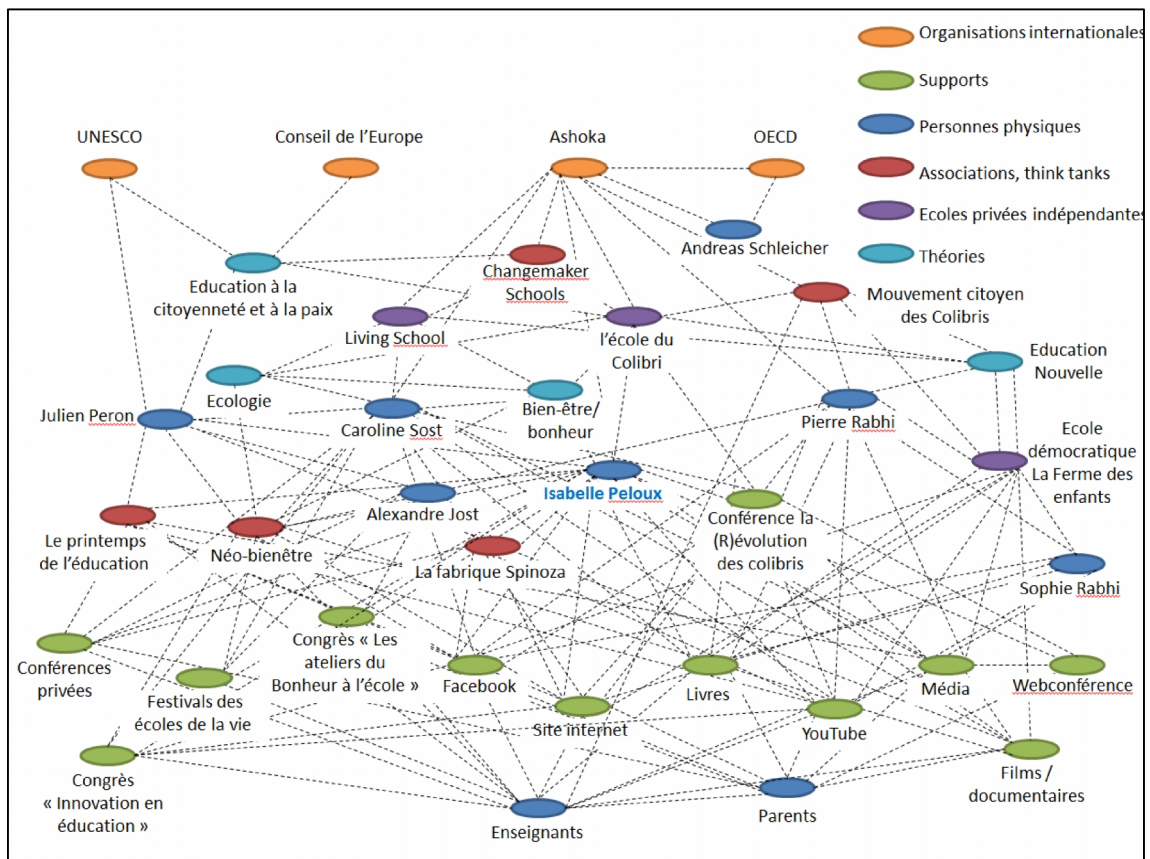 Organisations internationales
Supports
Personnes physiques
Associations, think tanks
Ecoles privées indépendantes
Théories
UNESCO
Conseil de l'Europe
Ashoka
OECD
Andreas Schleicher
Changemaker
Schools
Education à la
citoyenneté et à la paix
Mouvement citoyen
des Colibris
Living School
l'école du
Colibri
Education
Nouvelle
Ecologie
Bien-être/
bonheur
Julien Peron
Caroline Sost
Pierre Rabhi
Ecole
démocratique
La Ferme des
enfants
Isabelle Peloux
Alexandre Jost
Conférence la
(R)évolution
des colibris
Le printemps
de l'éducation
Néo-bienêtre
La fabrique Spinoza
Sophie Rabhi
Congrès « Les
ateliers du
Bonheur à l'école »
Conférences
privées
Festivals des
écoles de la vie
Facebook
Livres
Média
Webconférence
Site internet
YouTube
Congrès
« Innovation en
éducation »
Films /
documentaires
Enseignants
Parents